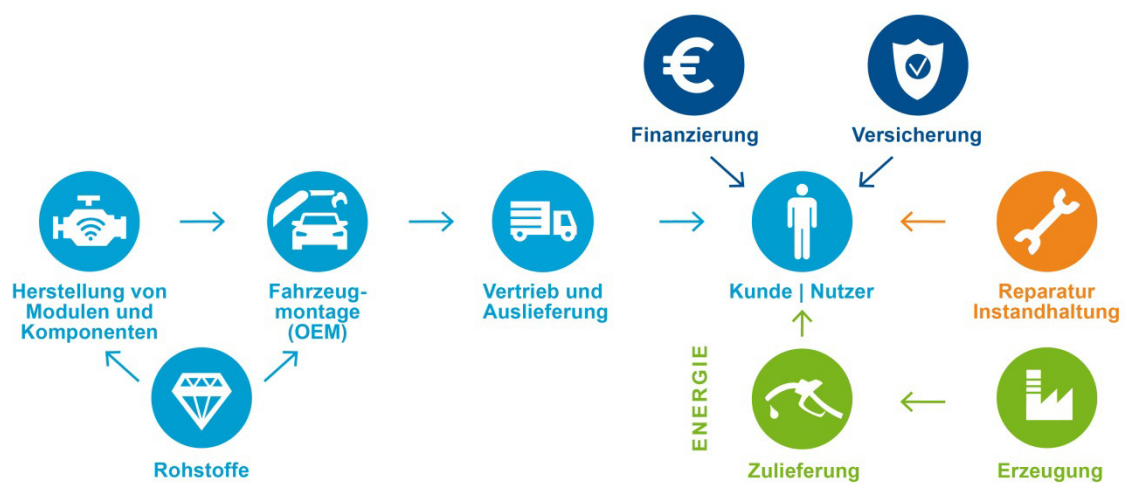 €
Finanzierung
Versicherung
Herstellung von
Modulen und
Komponenten
Fahrzeug-
montage
(OEM)
Vertrieb und
Auslieferung
Kunde | Nutzer
Reparatur
Instandhaltung
Rohstoffe
ENERGIE
Zulieferung
Erzeugung